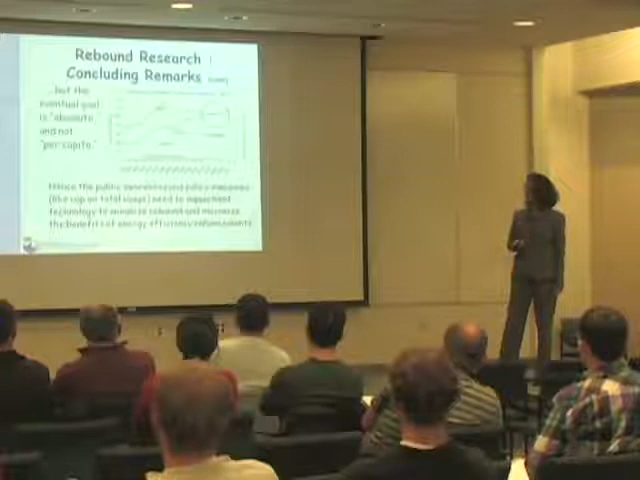 Rebound Research
Concluding Remarks (cont)
...but the
eventual goal
is "absolute
and not
"per capita."
Hence the public awareness and policy measures
(like cap on total usage) need to supplement
technology to minimize rebound and maximize
the benefits of energy efficiency enhancements